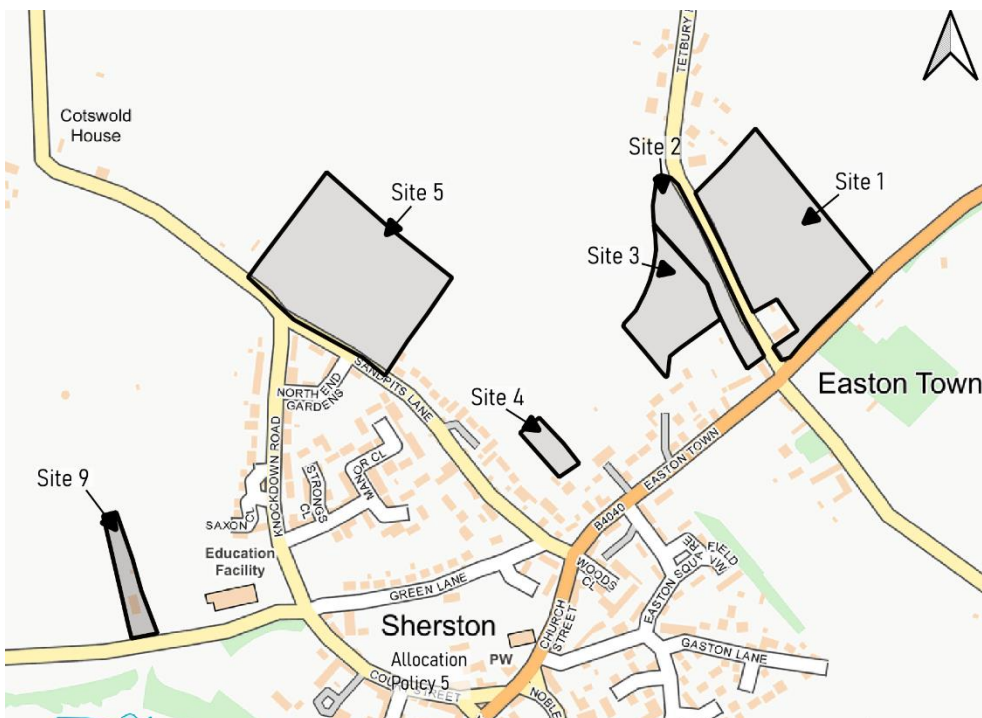 TETBURY
Cotswold
House
Site 2
Site 5
Site 1
Site 3
Easton Town
SANDPITS LANE
NORTH END
GARDENS
Site 4
EASTON TOWN
KNOCKDOWN ROAD
MANOR CL
STRONGS
CL
Site 9
B4040
SAXON
CL
Education
Facility
WOODS
CL
EASTON SQUARE
FIELD
VW
GREEN LANE
CHURCH
STREET
Sherston
GASTON LANE
Allocation
Policy 5
PW
STREET
NOBLE